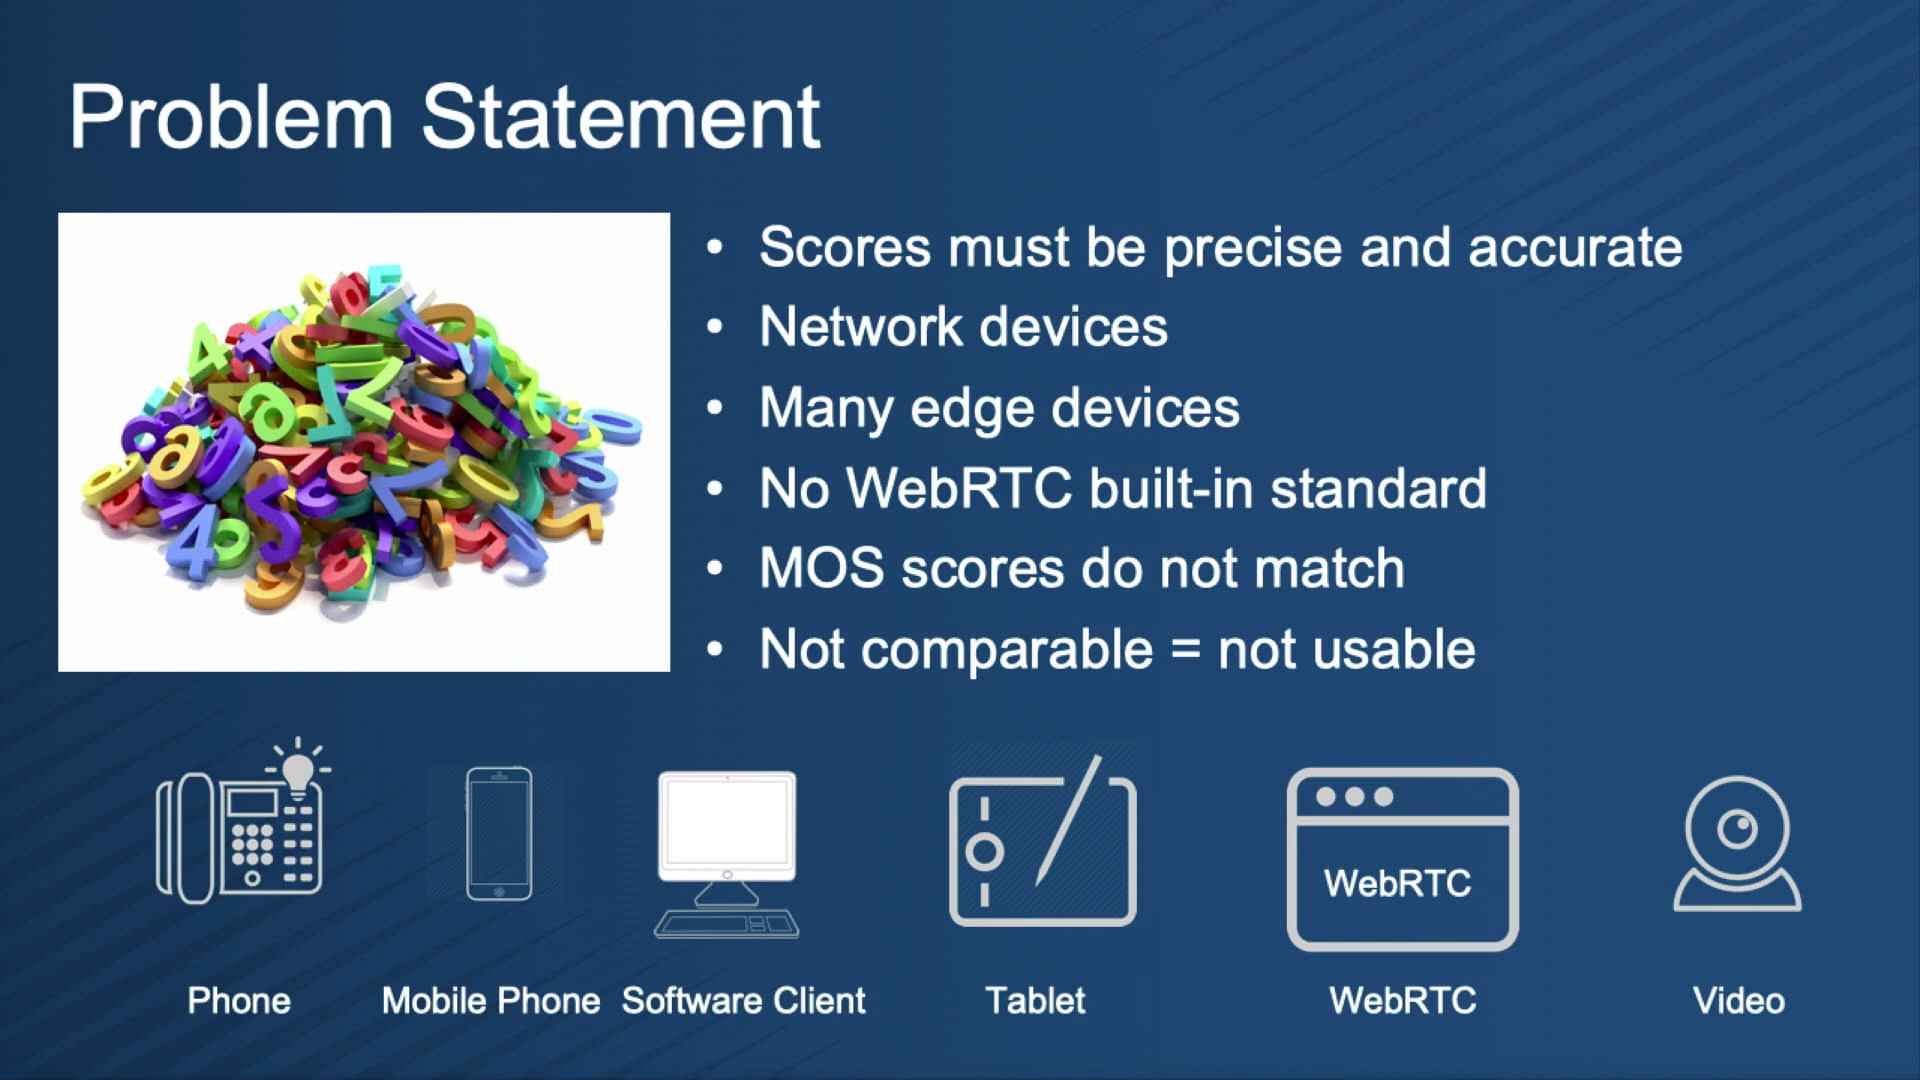 Problem Statement
• Scores must be precise and accurate
• Network devices
• Many edge devices
• No WebRTC built-in standard
• MOS scores do not match
• Not comparable = not usable
WebRTC
Phone
Mobile Phone
Software Client
Tablet
WebRTC
Video